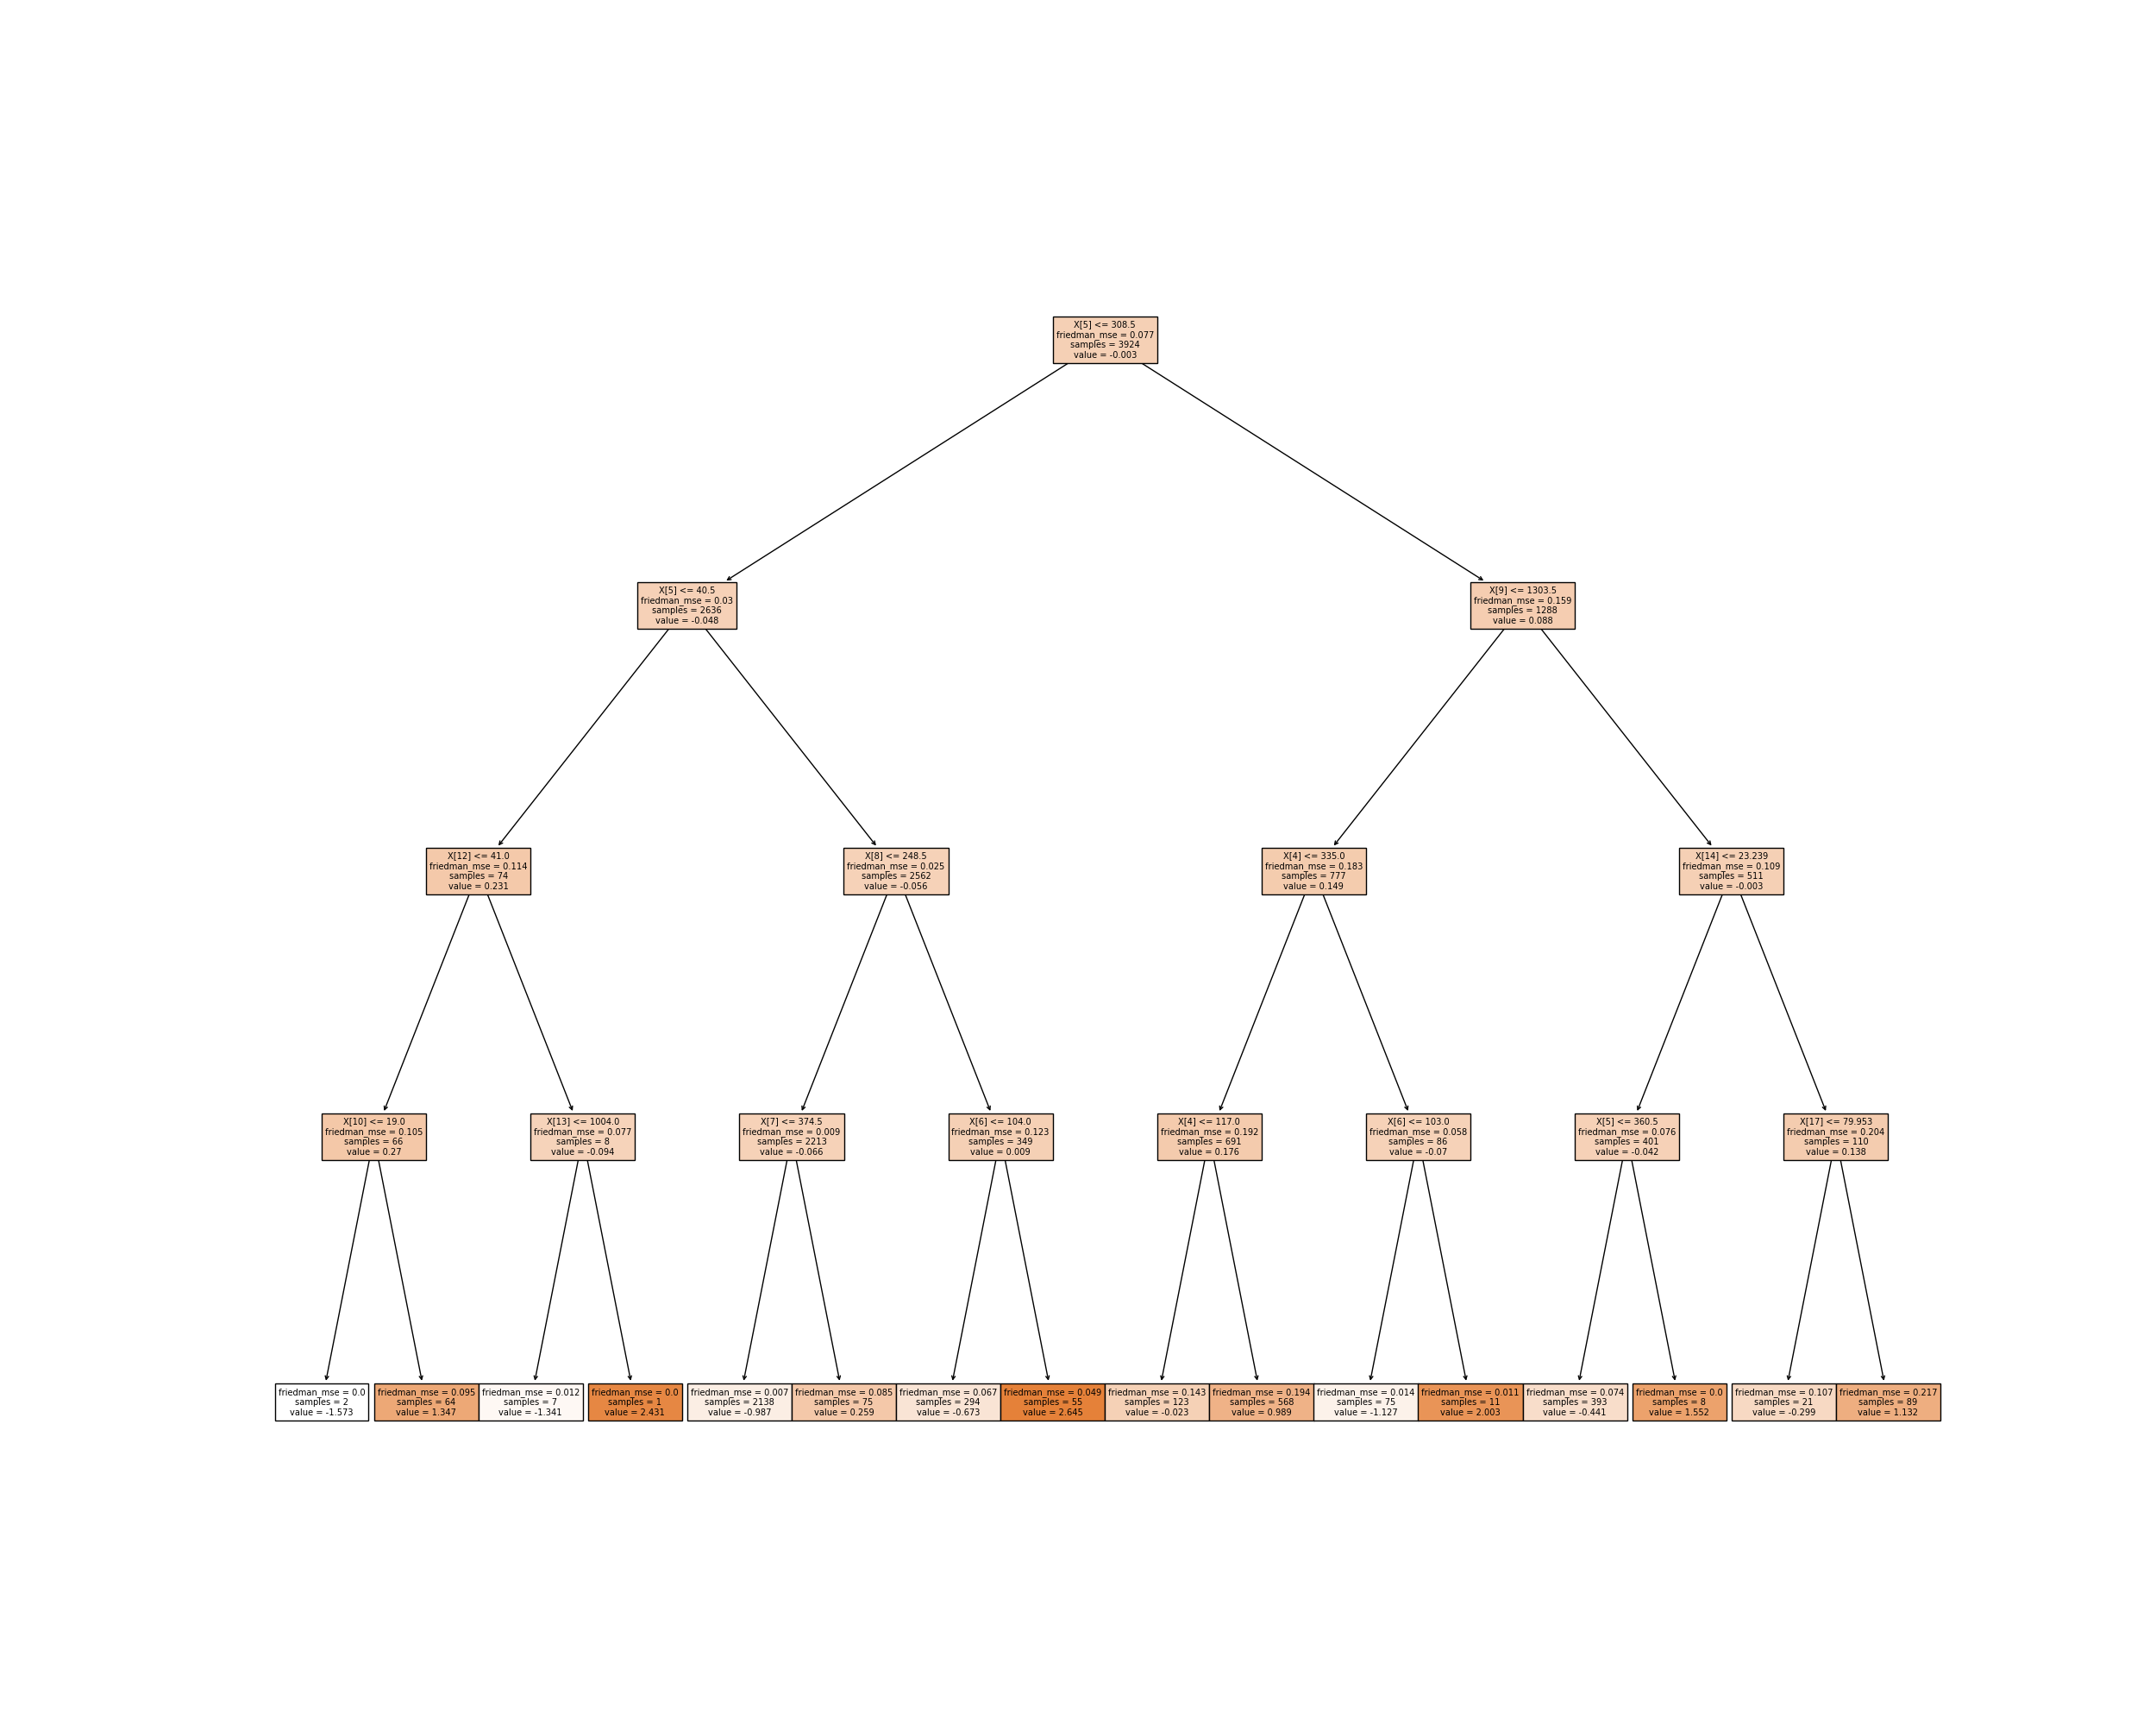 X[5] <= 308.5
friedman_mse = 0.077
samples = 3924
value = -0.003
X[5] <= 40.5
friedman_mse = 0.03
samples = 2636
value = -0.048
X[9] <= 1303.5
friedman_mse = 0.159
samples = 1288
value = 0.088
X[12] <= 41.0
friedman_mse = 0.114
samples = 74
value = 0.231
X[8] <= 248.5
friedman_mse = 0.025
samples = 2562
value = -0.056
X[4] <= 335.0
friedman_mse = 0.183
samples = 777
value = 0.149
X[14] <= 23.239
friedman_mse = 0.109
samples = 511
value = -0.003
X[10] <= 19.0
friedman_mse = 0.105
samples = 66
value = 0.27
X[13] <= 1004.0
friedman_mse = 0.077
samples = 8
value = -0.094
X[7] <= 374.5
friedman_mse = 0.009
samples = 2213
value = -0.066
X[6] <= 104.0
friedman_mse = 0.123
samples = 349
value = 0.009
X[4] <= 117.0
friedman_mse = 0.192
samples = 691
value = 0.176
X[6] <= 103.0
friedman_mse = 0.058
samples = 86
value = -0.07
X[5] <= 360.5
friedman_mse = 0.076
samples = 401
value = -0.042
X[17] <= 79.953
friedman_mse = 0.204
samples = 110
value = 0.138
friedman_mse = 0.0
samples = 2
value = -1.573
friedman_mse = 0.095
samples = 64
value = 1.347
friedman_mse = 0.012
samples = 7
value = -1.341
friedman_mse = 0.0
samples = 1
value = 2.431
friedman_mse = 0.007
samples = 2138
value = -0.987
friedman_mse = 0.085
samples = 75
value = 0.259
friedman_mse = 0.067
samples = 294
value = -0.673
friedman_mse = 0.049
samples = 55
value = 2.645
friedman_mse = 0.143
samples = 123
value = -0.023
friedman_mse = 0.194
samples = 568
value = 0.989
friedman_mse = 0.014
samples = 75
value = -1.127
friedman_mse = 0.011
samples = 11
value = 2.003
friedman_mse = 0.074
samples = 393
value = -0.441
friedman_mse = 0.0
samples = 8
value = 1.552
friedman_mse = 0.107
samples = 21
value = -0.299
friedman_mse = 0.217
samples = 89
value = 1.132